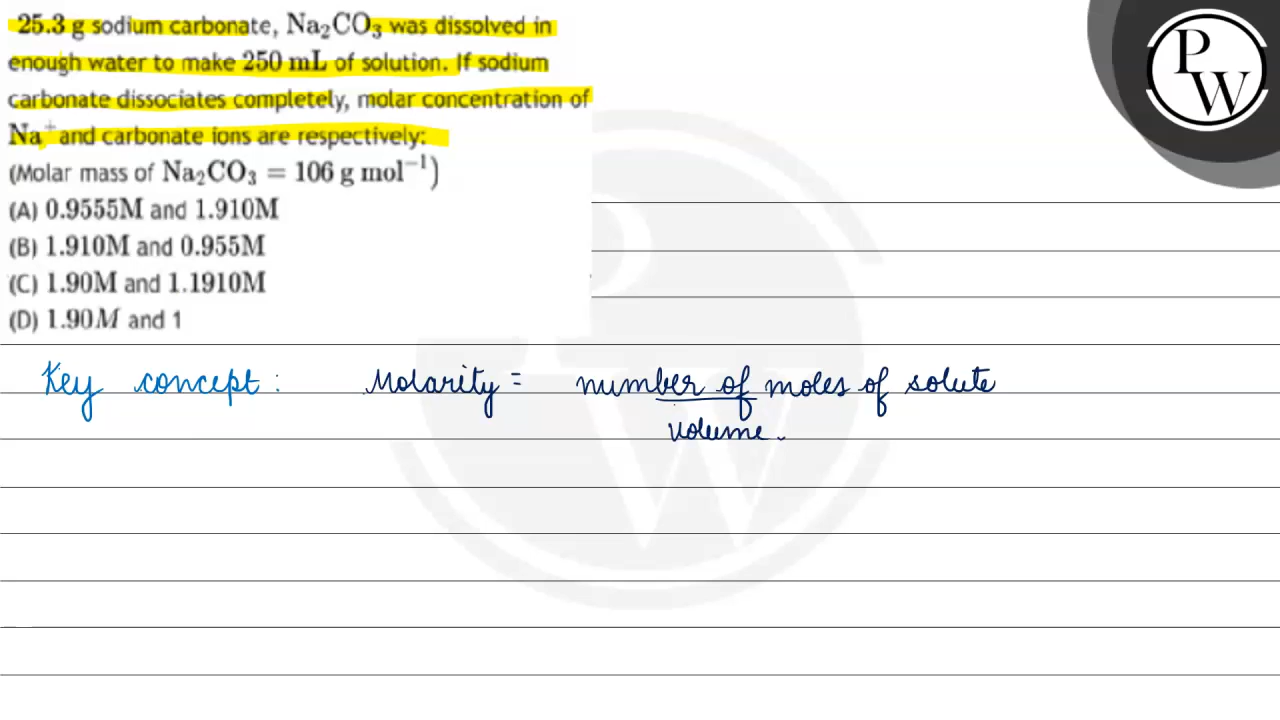 25.3 g sodium carbonate, Na₂CO₃ was dissolved in
enough water to make 250 mL of solution. If sodium
carbonate dissociates completely, molar concentration of
Na⁺ and carbonate ions are respectively:
(Molar mass of Na₂CO₃ = 106 g mol⁻¹)
(A) 0.9555M and 1.910M
(B) 1.910M and 0.955M
(C) 1.90M and 1.1910M
(D) 1.90M and 1
P
W
Key concept : Molarity = number of moles of solute
volume.